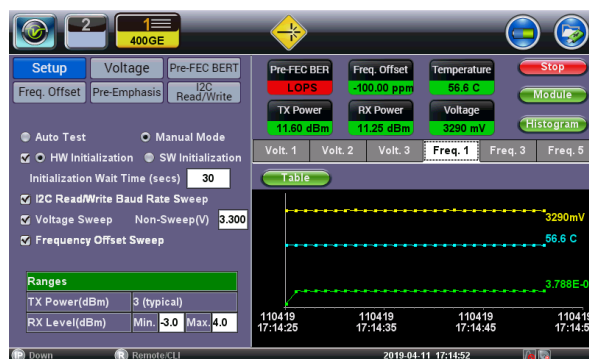 2
1
400GE
Setup Voltage Pre-FEC BERT
Freq. Offset Pre-Emphasis I2C Read/Write
Auto Test Manual Mode
HW Initialization SW Initialization
Initialization Wait Time (secs) 30
I2C Read/Write Baud Rate Sweep
Voltage Sweep Non-Sweep(V) 3.300
Frequency Offset Sweep
Ranges
TX Power(dBm) 3 (typical)
RX Level(dBm) Min. -3.0 Max. 4.0
Pre-FEC BER Freq. Offset Temperature Stop
LOPS -100.00 ppm 56.6 C Module
TX Power RX Power Voltage
11.60 dBm 11.25 dBm 3290 mV Histogram
Volt. 1 Volt. 2 Volt. 3 Freq. 1 Freq. 3 Freq. 5
Table
3290mV
56.6 C
3.788E-0
110419 110419 110419 11041
17:14:25 17:14:35 17:14:45 17:14:5
IP Down R Remote/CLI 2019-04-11 17:14:52